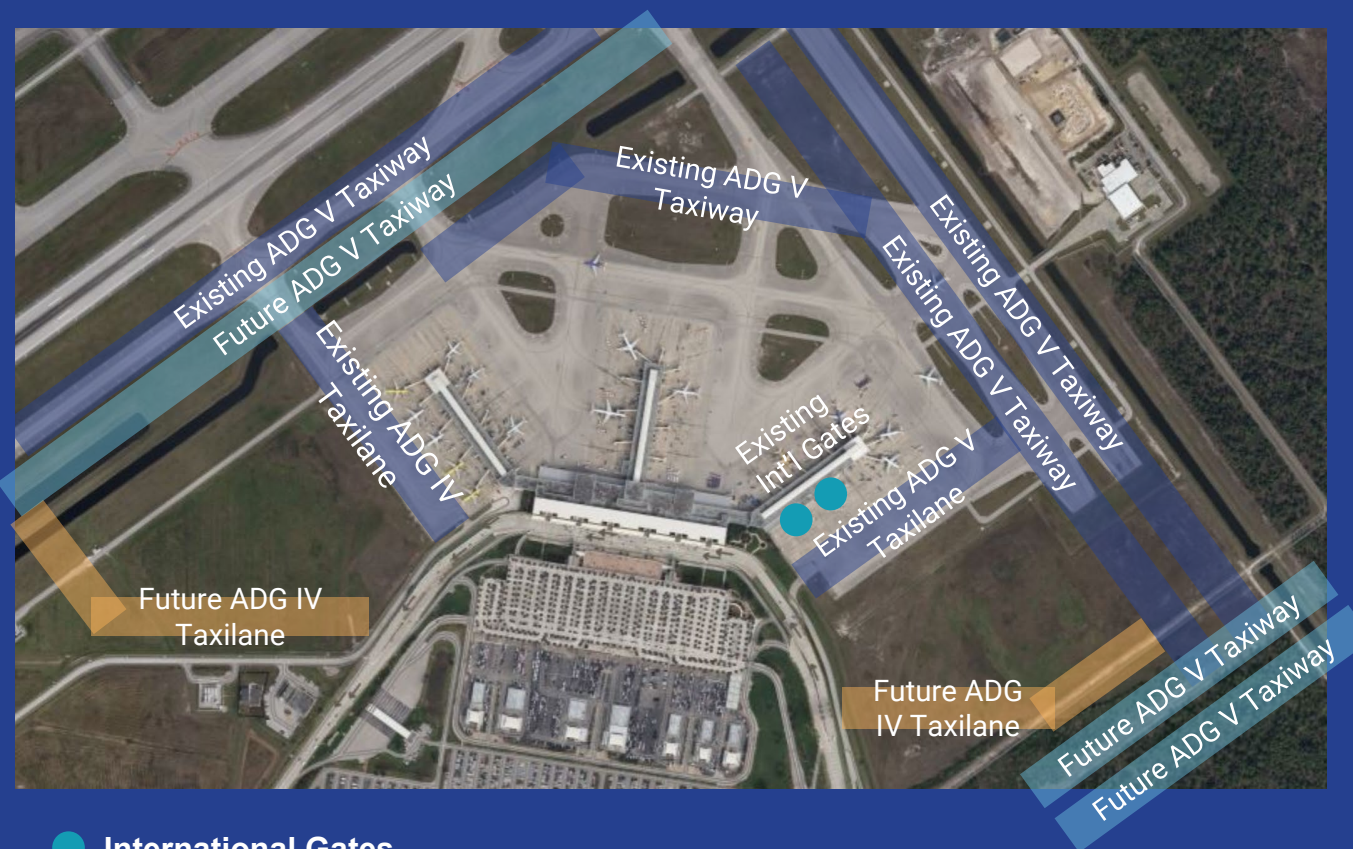 Existing ADG V Taxiway
Future ADG V Taxiway
Existing ADG V
Taxiway
Existing ADG V Taxiway
Existing ADG V Taxiway
Existing ADG IV
Taxilane
Existing
Int'l Gates
Existing ADG V
Taxilane
Future ADG IV
Taxilane
Future ADG
IV Taxilane
Future ADG V Taxiway
Future ADG V Taxiway
International Gates